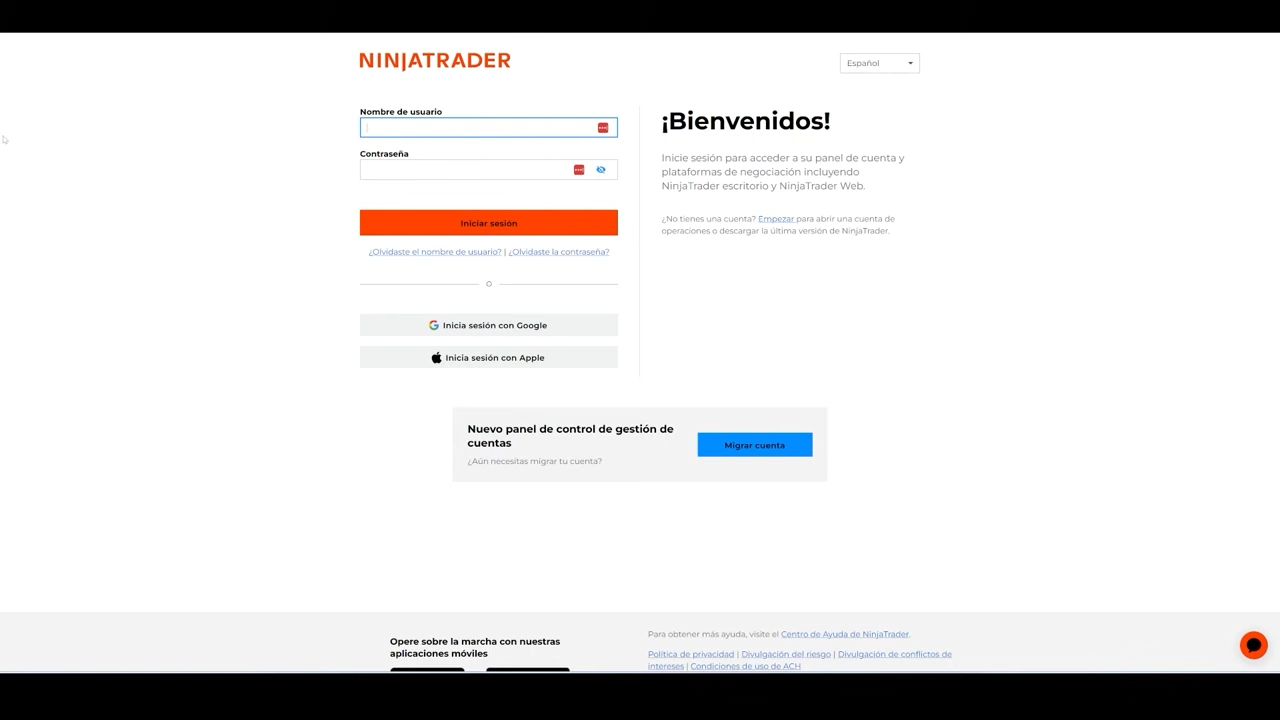 NINJATRADER
Español
Nombre de usuario
Contraseña
Iniciar sesión
¿Olvidaste el nombre de usuario? | ¿Olvidaste la contraseña?
O
Inicia sesión con Google
Inicia sesión con Apple
¡Bienvenidos!
Inicie sesión para acceder a su panel de cuenta y
plataformas de negociación incluyendo
NinjaTrader escritorio y NinjaTrader Web.
¿No tienes una cuenta? Empezar para abrir una cuenta de
operaciones o descargar la última versión de NinjaTrader.
Nuevo panel de control de gestión de
cuentas
¿Aún necesitas migrar tu cuenta?
Migrar cuenta
Opere sobre la marcha con nuestras
aplicaciones móviles
Para obtener más ayuda, visite el Centro de Ayuda de NinjaTrader.
Política de privacidad | Divulgación del riesgo | Divulgación de conflictos de
intereses | Condiciones de uso de ACH